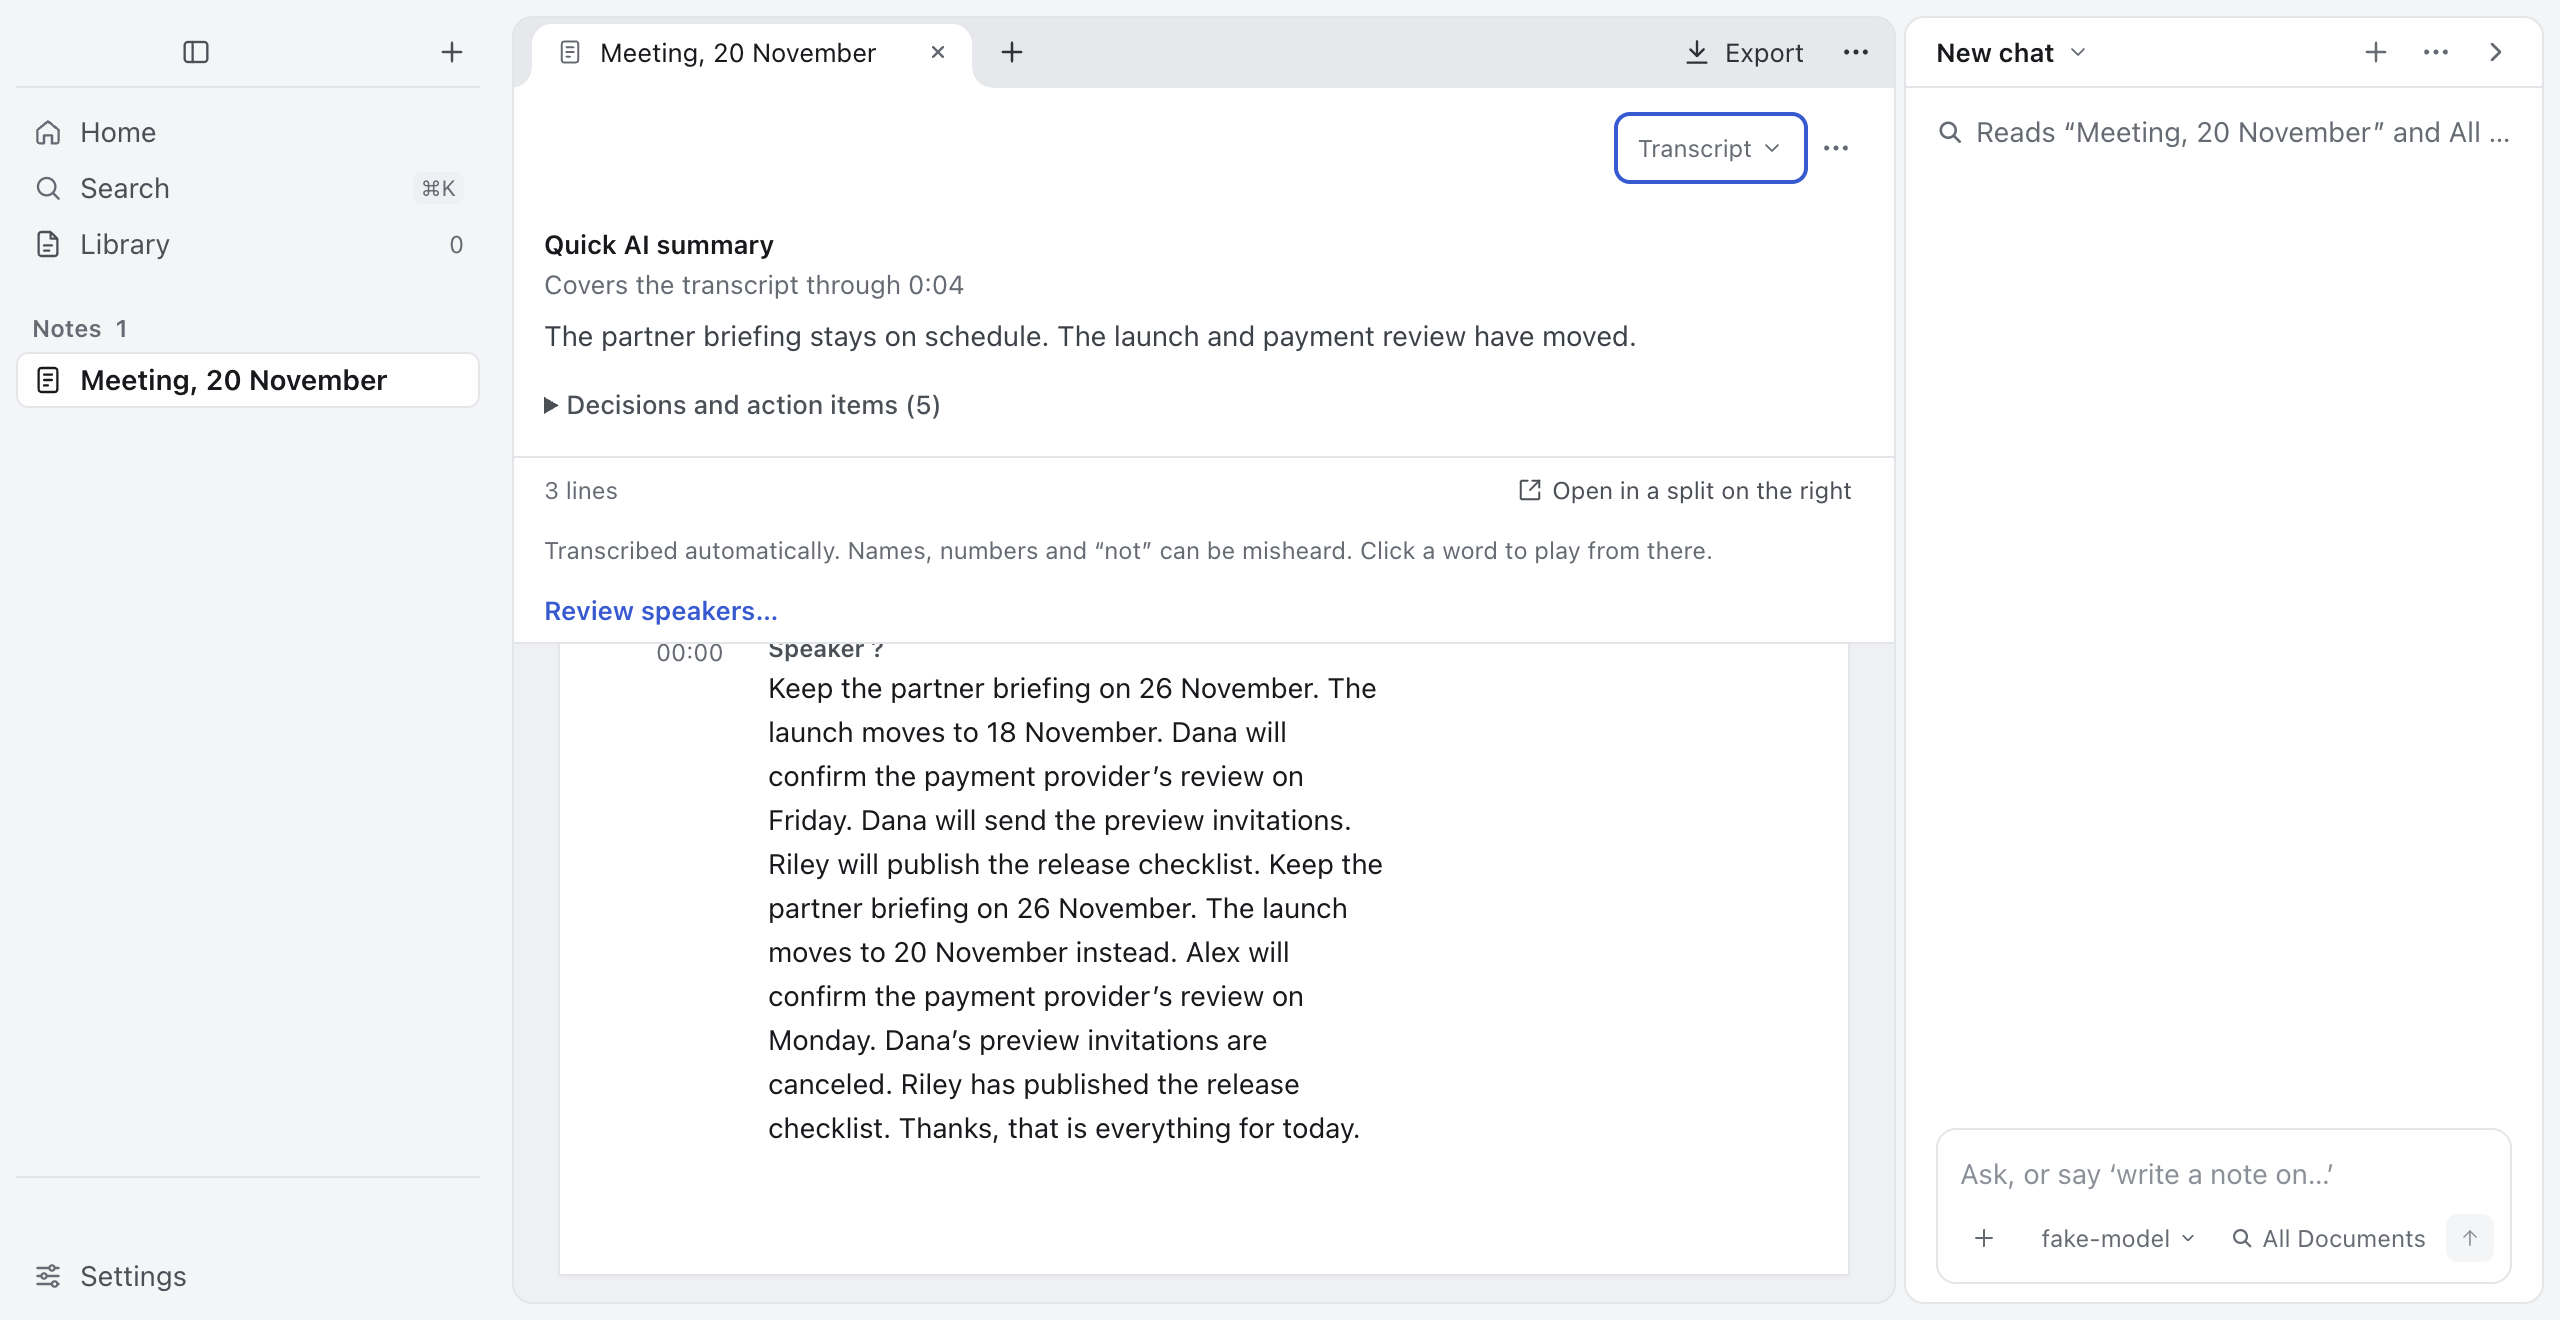 Home
Search ⌘K
Library 0
Notes 1
Meeting, 20 November
Settings
Meeting, 20 November
Export
Transcript
Quick AI summary
Covers the transcript through 0:04
The partner briefing stays on schedule. The launch and payment review have moved.
Decisions and action items (5)
3 lines
Open in a split on the right
Transcribed automatically. Names, numbers and “not” can be misheard. Click a word to play from there.
Review speakers...
00:00 Speaker ?
Keep the partner briefing on 26 November. The
launch moves to 18 November. Dana will
confirm the payment provider’s review on
Friday. Dana will send the preview invitations.
Riley will publish the release checklist. Keep the
partner briefing on 26 November. The launch
moves to 20 November instead. Alex will
confirm the payment provider’s review on
Monday. Dana’s preview invitations are
canceled. Riley has published the release
checklist. Thanks, that is everything for today.
New chat
Reads “Meeting, 20 November” and All ...
Ask, or say ‘write a note on...’
fake-model
All Documents